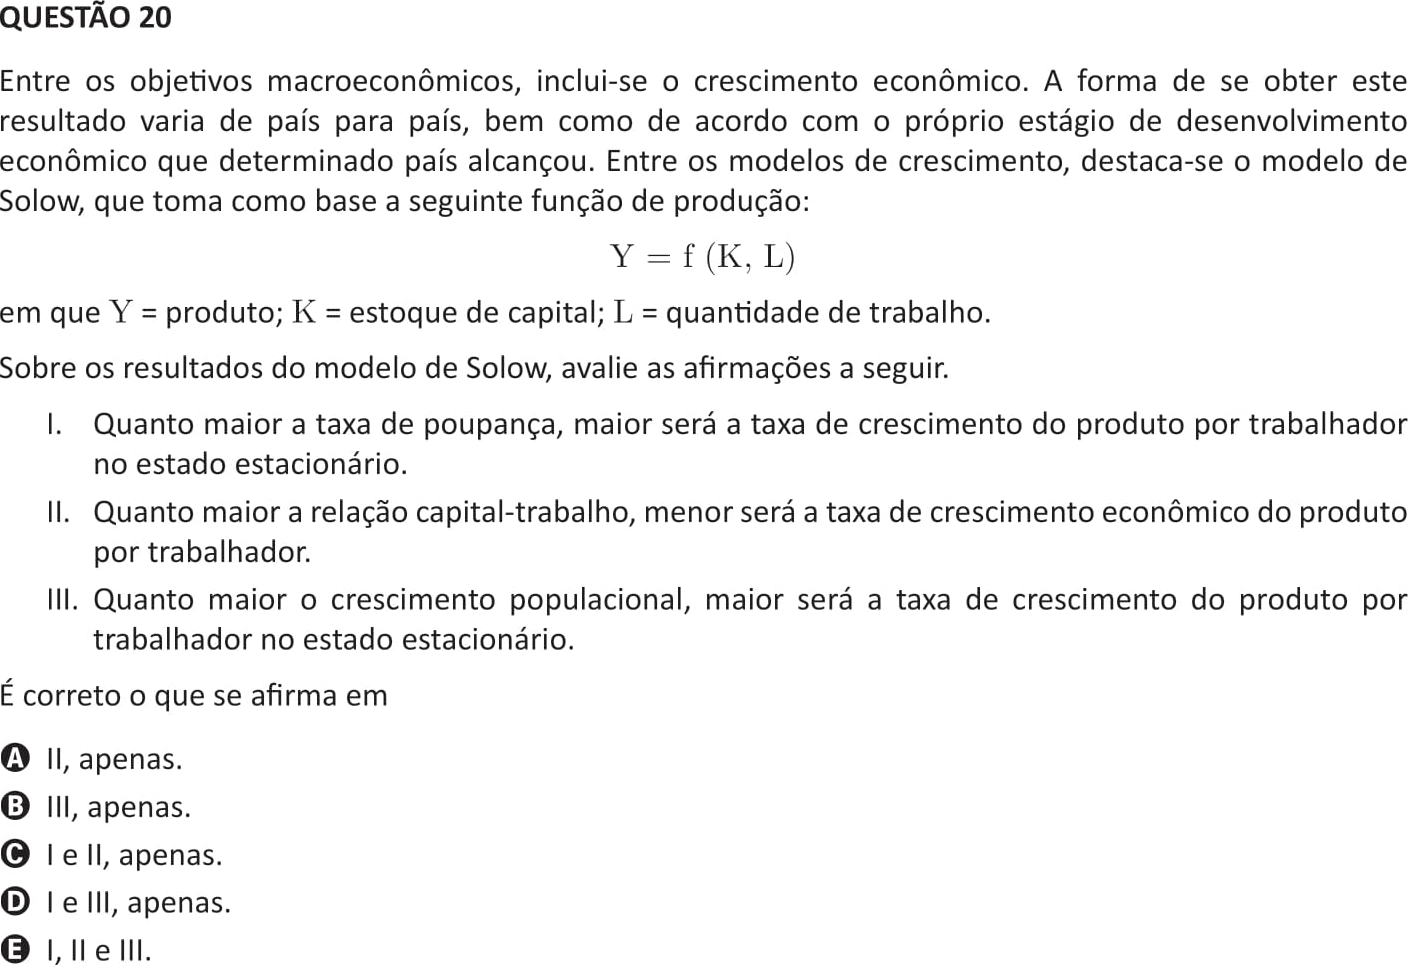 QUESTÃO 20
Entre os objetivos macroeconômicos, inclui-se o crescimento econômico. A forma de se obter este
resultado varia de país para país, bem como de acordo com o próprio estágio de desenvolvimento
econômico que determinado país alcançou. Entre os modelos de crescimento, destaca-se o modelo de
Solow, que toma como base a seguinte função de produção:
Y = f (K, L)
em que Y = produto; K = estoque de capital; L = quantidade de trabalho.
Sobre os resultados do modelo de Solow, avalie as afirmações a seguir.
I. Quanto maior a taxa de poupança, maior será a taxa de crescimento do produto por trabalhador
no estado estacionário.
II. Quanto maior a relação capital-trabalho, menor será a taxa de crescimento econômico do produto
por trabalhador.
III. Quanto maior o crescimento populacional, maior será a taxa de crescimento do produto por
trabalhador no estado estacionário.
É correto o que se afirma em
A II, apenas.
B III, apenas.
C I e II, apenas.
D I e III, apenas.
E I, II e III.